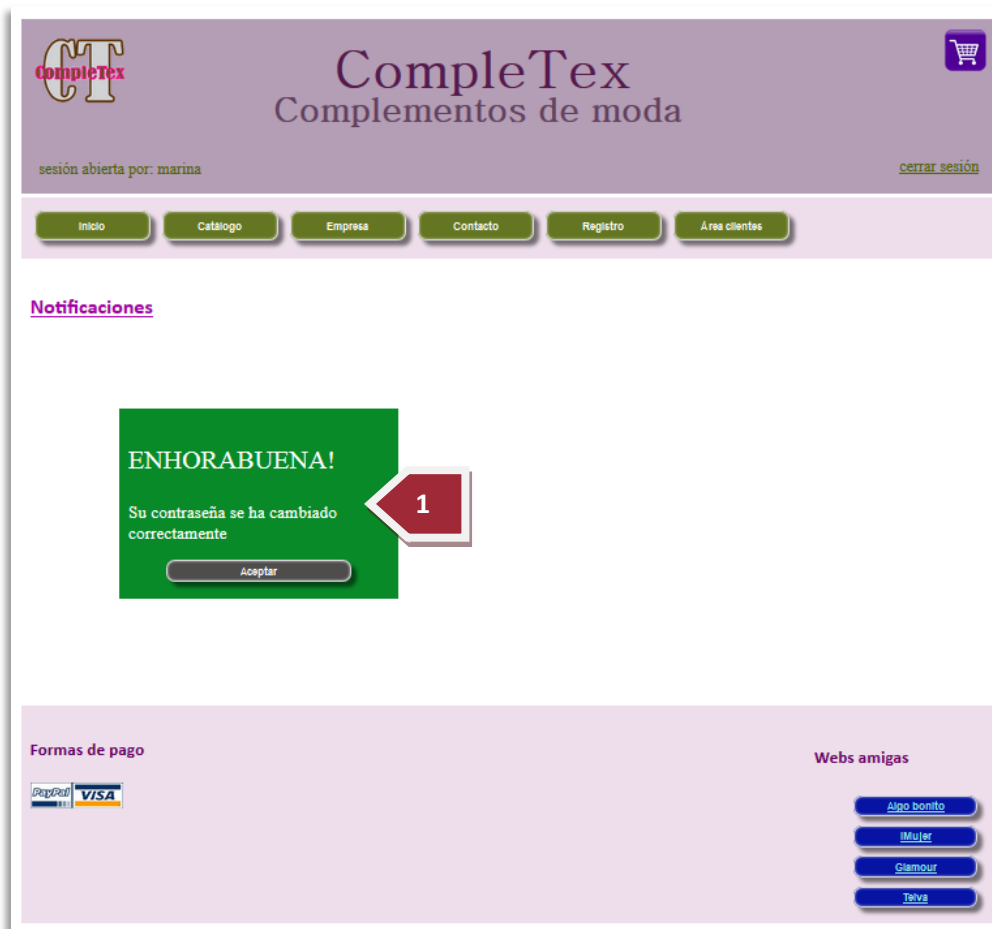 CT
CompleTex
CompleTex
Complementos de moda
sesión abierta por: marina
cerrar sesión
Inicio
Catálogo
Empresa
Contacto
Registro
Área clientes
Notificaciones
ENHORABUENA!
Su contraseña se ha cambiado
correctamente
1
Aceptar
Formas de pago
PayPal VISA
Webs amigas
Algo bonito
iMujer
Glamour
Telva